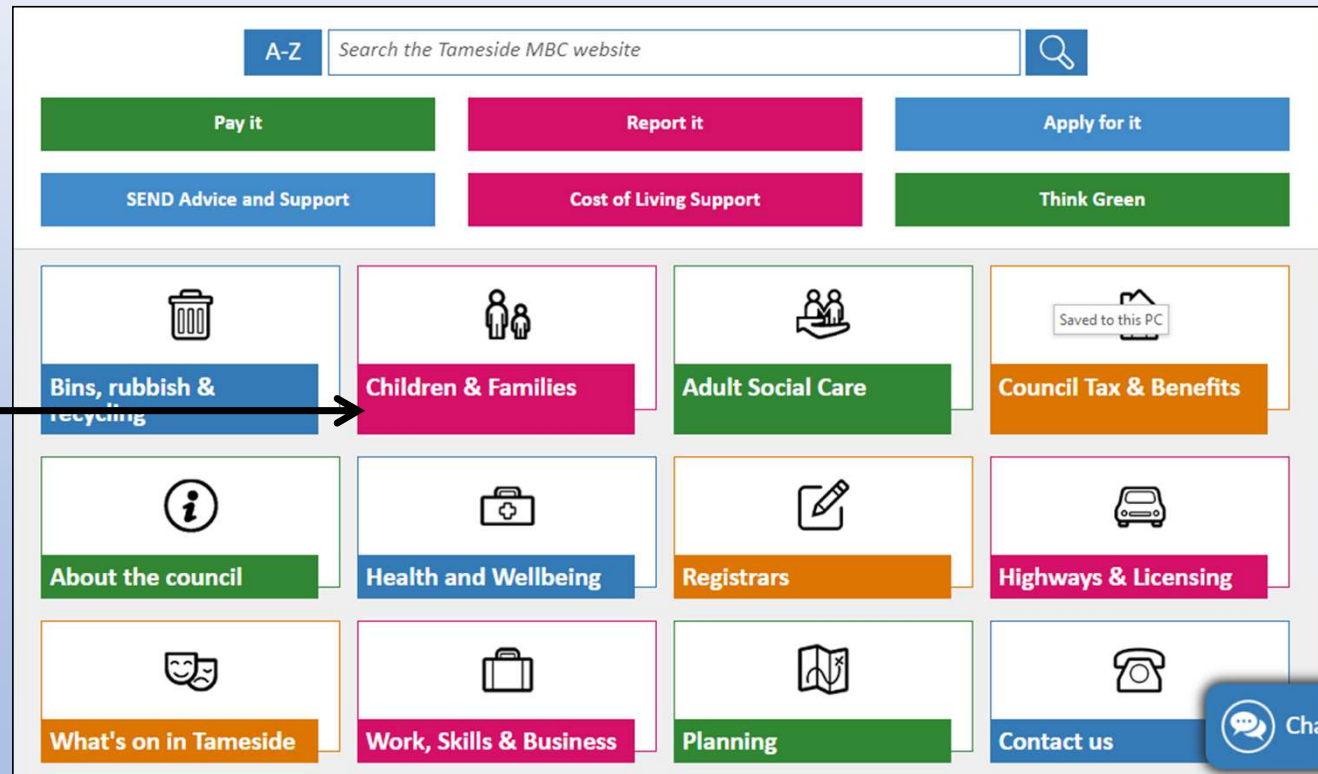 A-Z
Search the Tameside MBC website
Pay it
Report it
Apply for it
SEND Advice and Support
Cost of Living Support
Think Green
Saved to this PC
Bins, rubbish &
recycling
Children & Families
Adult Social Care
Council Tax & Benefits
About the council
Health and Wellbeing
Registrars
Highways & Licensing
What's on in Tameside
Work, Skills & Business
Planning
Contact us
Cha